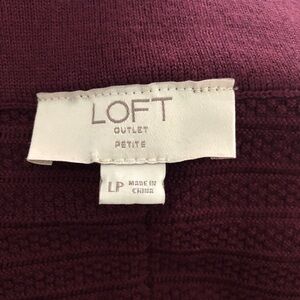 LOFT
OUTLET
PETITE
LP MADE IN
CHINA